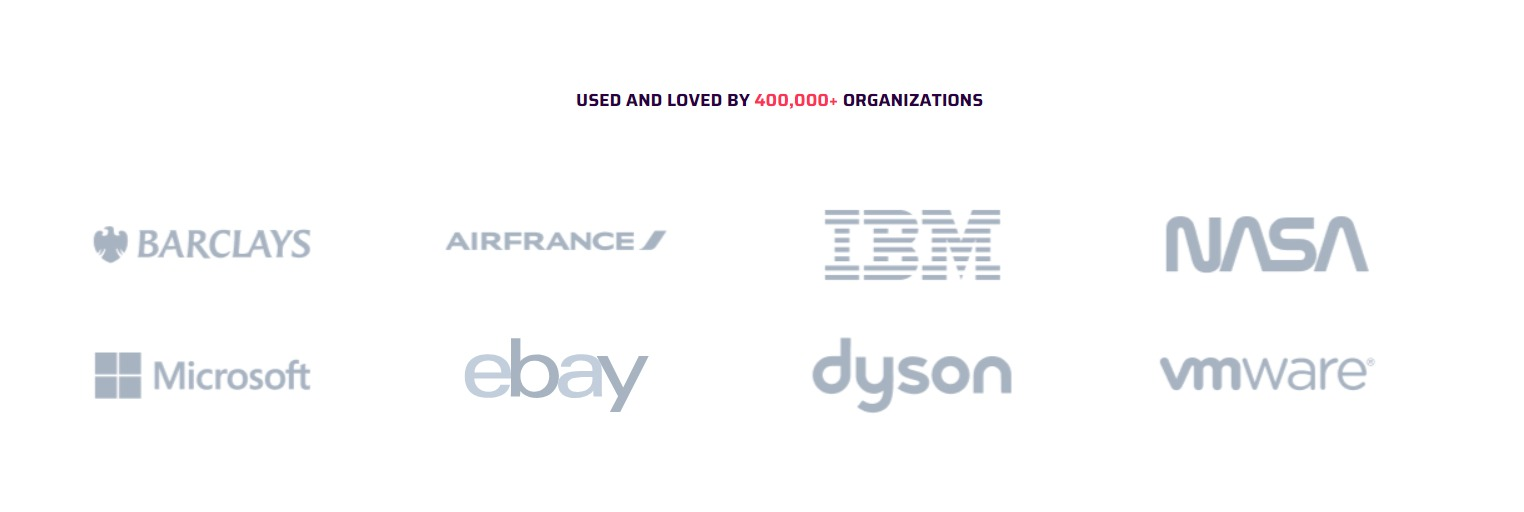 USED AND LOVED BY 400,000+ ORGANIZATIONS
BARCLAYS AIRFRANCE IBM NASA
Microsoft ebay dyson vmware®